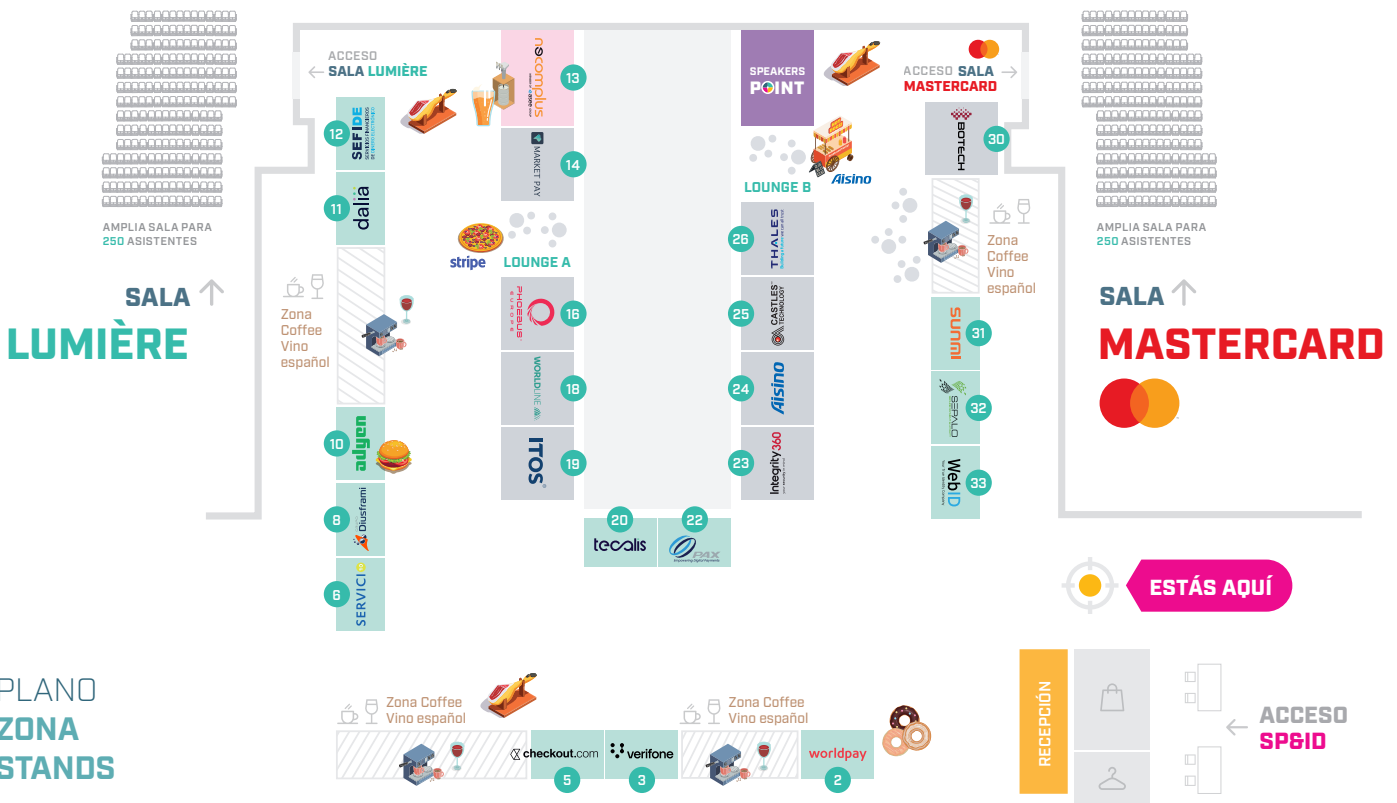 ACCESO
SALA LUMIÈRE
AMPLIA SALA PARA
250 ASISTENTES
SALA
LUMIÈRE
12
SEFIDE
11
dalia
Zona
Coffee
Vino
español
10
adyen
8
Diusframi
6
SERVICI
13
necomplus
14
MARKET PAY
stripe
LOUNGE A
16
PHOEBUS
EUROPE
18
WORLDLINE
19
ITOS
20
tecalis
22
PAX
SPEAKERS
POINT
LOUNGE B
Aisino
26
THALES
25
CASTLES
TECHNOLOGY
24
Aisino
23
Integrity360
ACCESO SALA
MASTERCARD
30
BOTECH
Zona
Coffee
Vino
español
31
sunmi
32
SEPALO
33
WebID
AMPLIA SALA PARA
250 ASISTENTES
SALA
MASTERCARD
ESTÁS AQUÍ
PLANO
ZONA
STANDS
Zona Coffee
Vino español
checkout.com
5
verifone
3
Zona Coffee
Vino español
worldpay
2
RECEPCIÓN
ACCESO
SP&ID